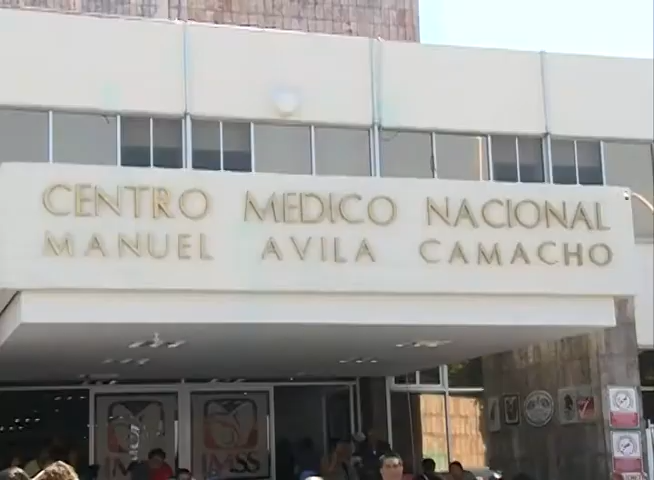 CENTRO MEDICO NACIONAL
MANUEL AVILA CAMACHO
IMSS
IMSS